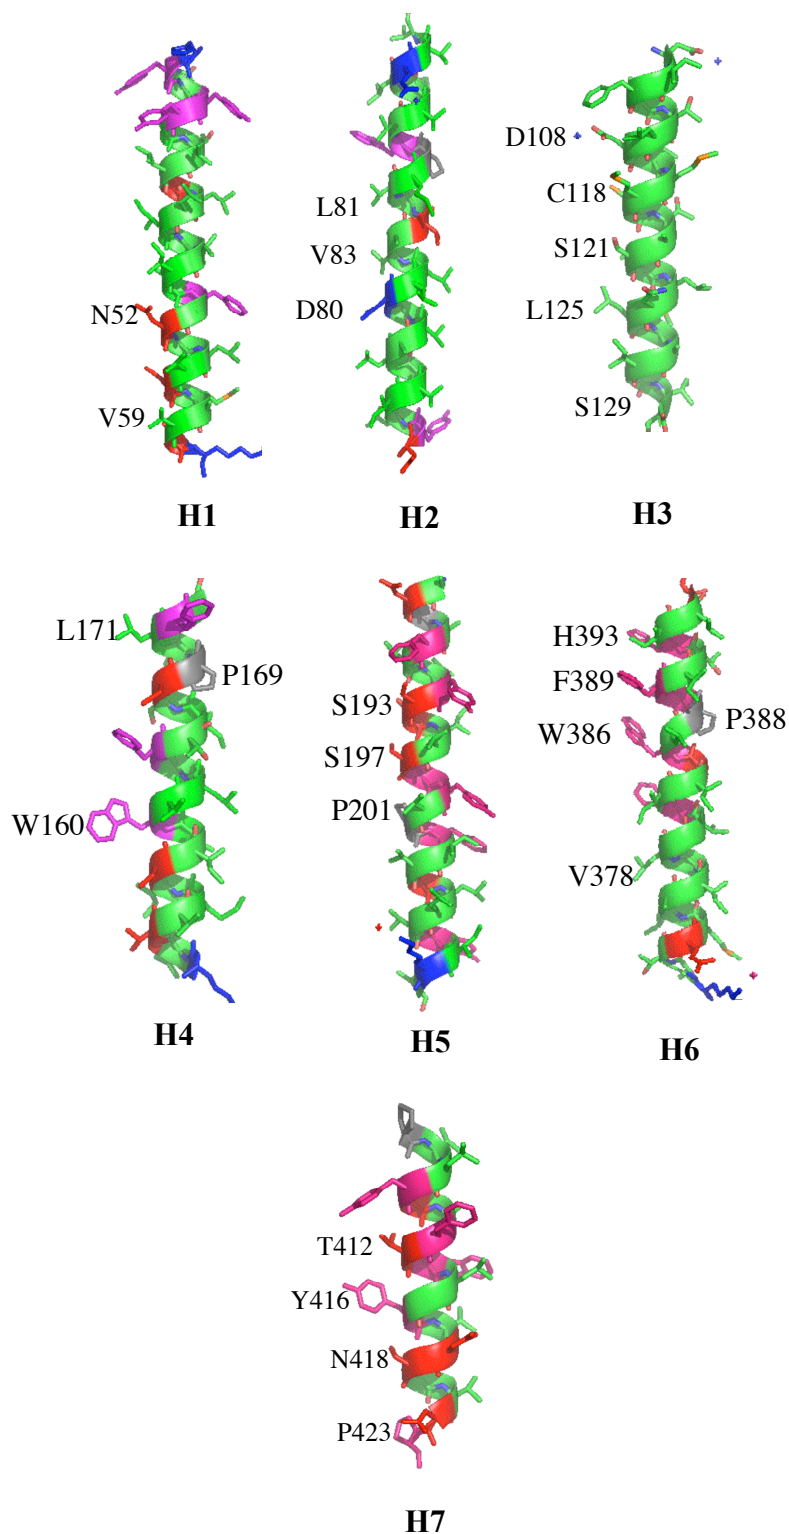 N52
V59
H1
L81
V83
D80
H2
D108
C118
S121
L125
S129
H3
L171
P169
W160
H4
S193
S197
P201
H5
H393
F389
P388
W386
V378
H6
T412
Y416
N418
P423
H7